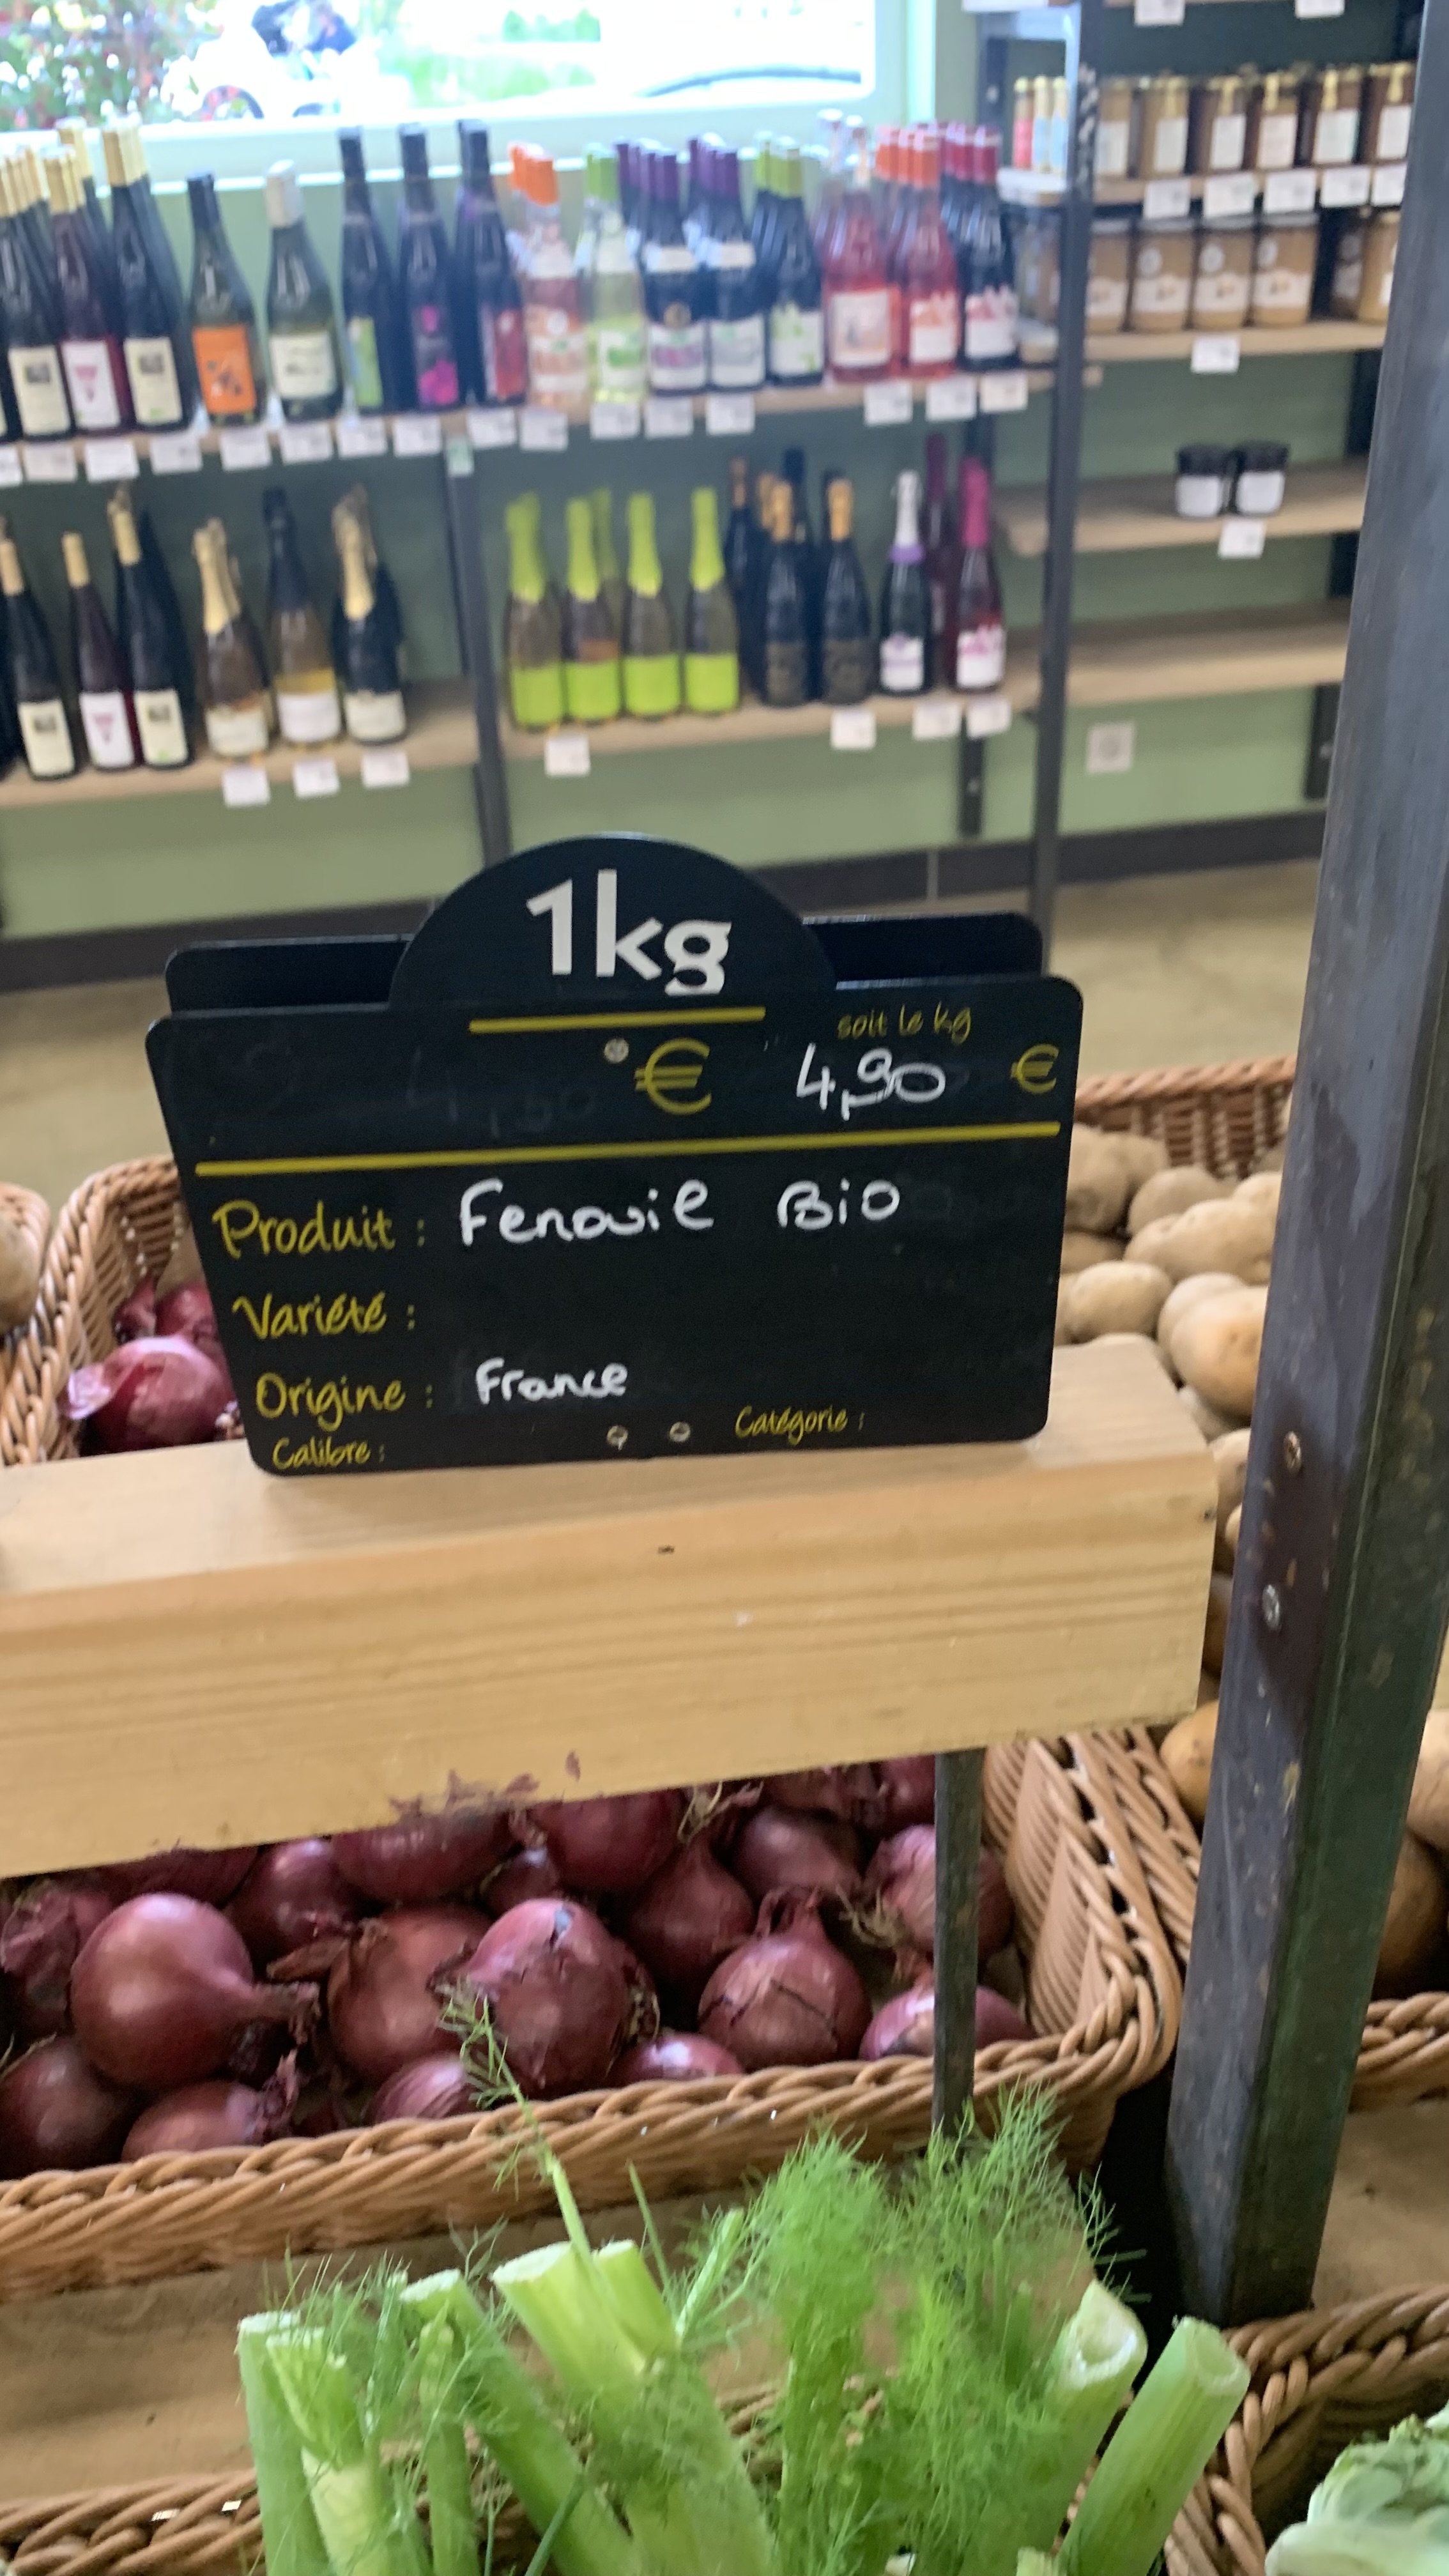 1kg
soit le kg
€ 4,90 €
Produit : Fenouil Bio
Variété :
Origine : France
Calibre : Catégorie :